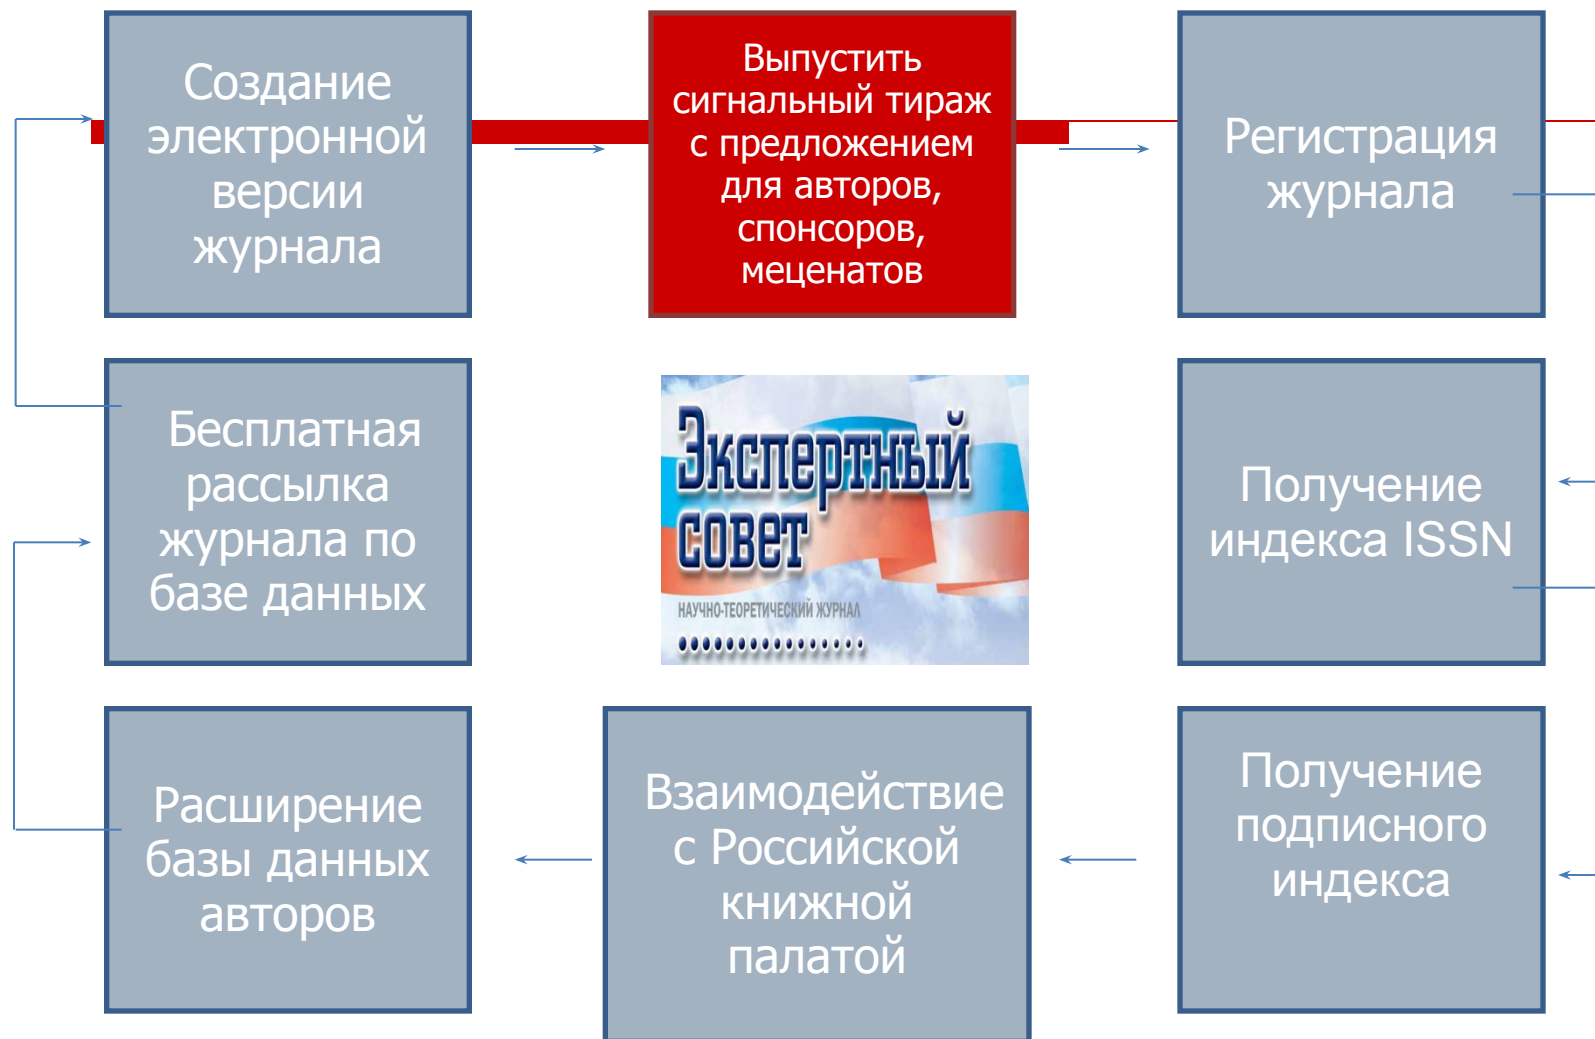 Создание
электронной
версии
журнала
Выпустить
сигнальный тираж
с предложением
для авторов,
спонсоров,
меценатов
Регистрация
журнала
Бесплатная
рассылка
журнала по
базе данных
Экспертный
совет
НАУЧНО-ТЕОРЕТИЧЕСКИЙ ЖУРНАЛ
Получение
индекса ISSN
Расширение
базы данных
авторов
Взаимодействие
с Российской
книжной
палатой
Получение
подписного
индекса